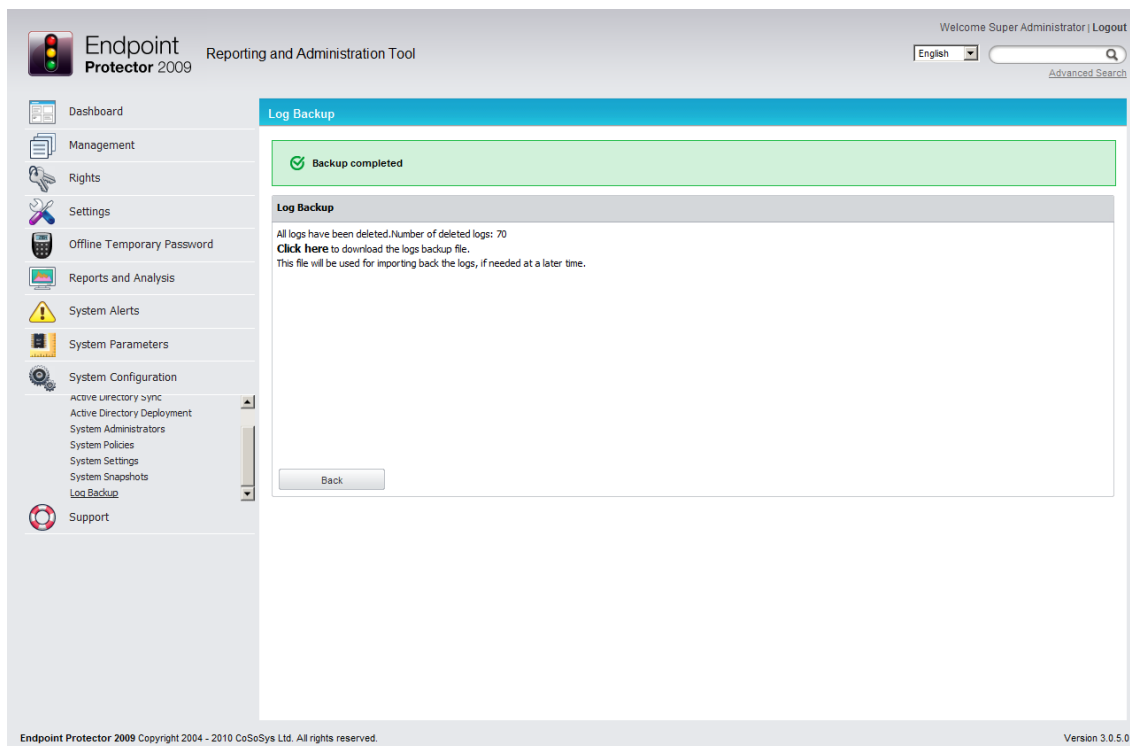 Welcome Super Administrator | Logout
Endpoint
Protector 2009
Reporting and Administration Tool
English
Advanced Search
Dashboard
Management
Rights
Settings
Offline Temporary Password
Reports and Analysis
System Alerts
System Parameters
System Configuration
Active Directory Sync
Active Directory Deployment
System Administrators
System Policies
System Settings
System Snapshots
Log Backup
Support
Log Backup
Backup completed
Log Backup
All logs have been deleted.Number of deleted logs: 70
Click here to download the logs backup file.
This file will be used for importing back the logs, if needed at a later time.
Back
Endpoint Protector 2009 Copyright 2004 - 2010 CoSoSys Ltd. All rights reserved.
Version 3.0.5.0